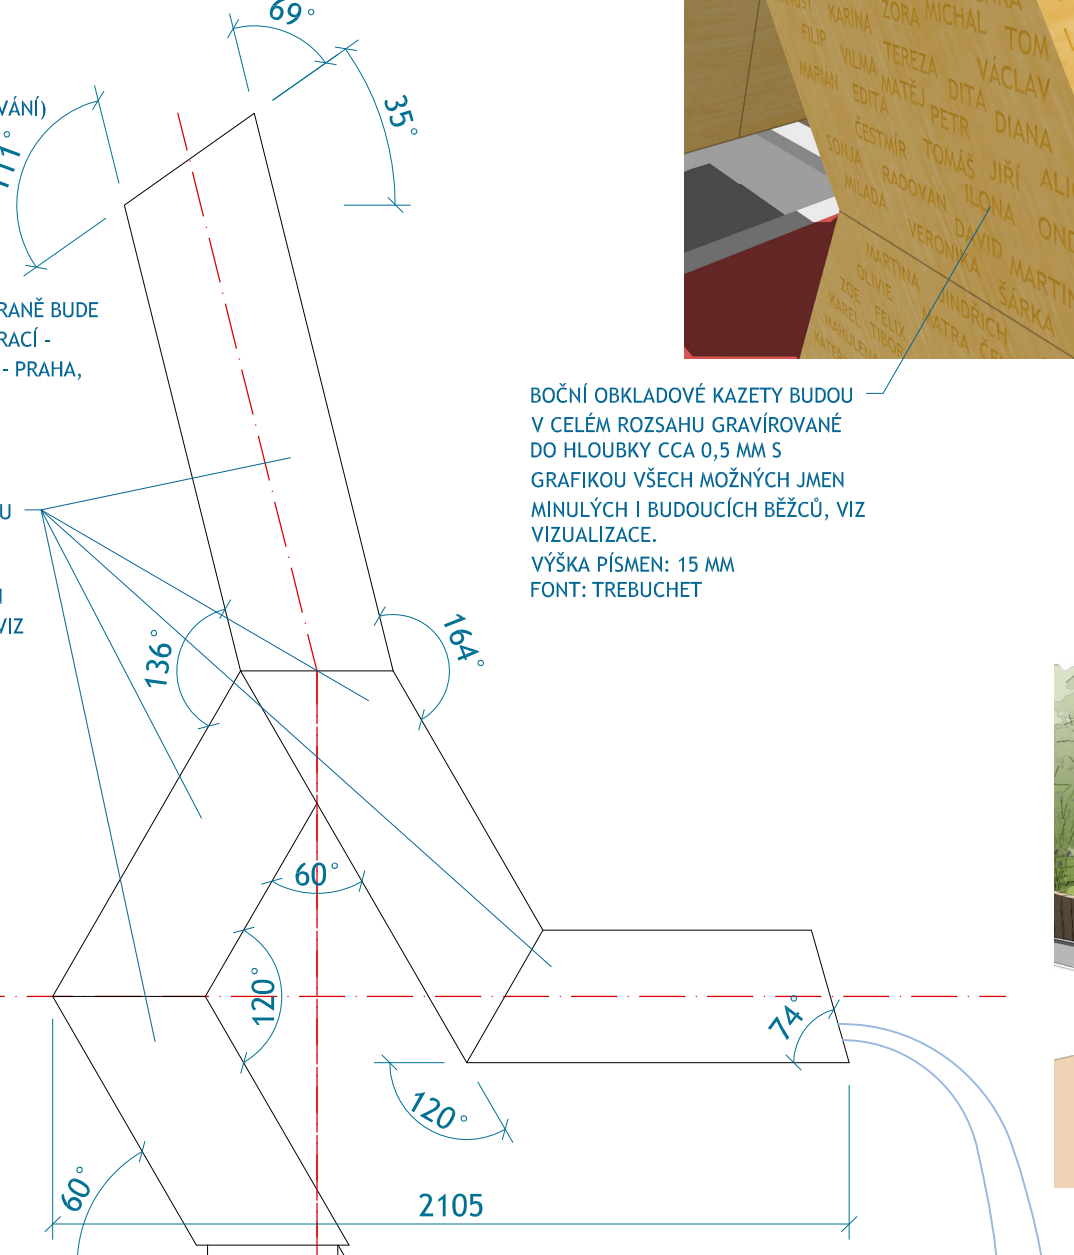 69°
35°
VÁNÍ)
111°
RANĚ BUDE
RACÍ -
- PRAHA,
U
VIZ
136°
164°
60°
120°
74°
120°
60°
2105
BOČNÍ OBKLADOVÉ KAZETY BUDOU
V CELÉM ROZSAHU GRAVÍROVANÉ
DO HLOUBKY CCA 0,5 MM S
GRAFIKOU VŠECH MOŽNÝCH JMEN
MINULÝCH I BUDOUCÍCH BĚŽCŮ, VIZ
VIZUALIZACE.
VÝŠKA PÍSMEN: 15 MM
FONT: TREBUCHET
KARINA ZORA MICHAL TOM
FILIP VILMA TEREZA VÁCLAV
MARIÁN EDITA MATĚJ DITA
PETR DIANA
ČESTMÍR TOMÁŠ JIŘÍ
SONJA RADOVAN ILONA
MILADA DAVID MARTIN
VERONIKA ŠÁRKA
MARTINA JINDŘICH
OLIVIE
ZOE FELIX
KAREL TIBOR
MAHULENA